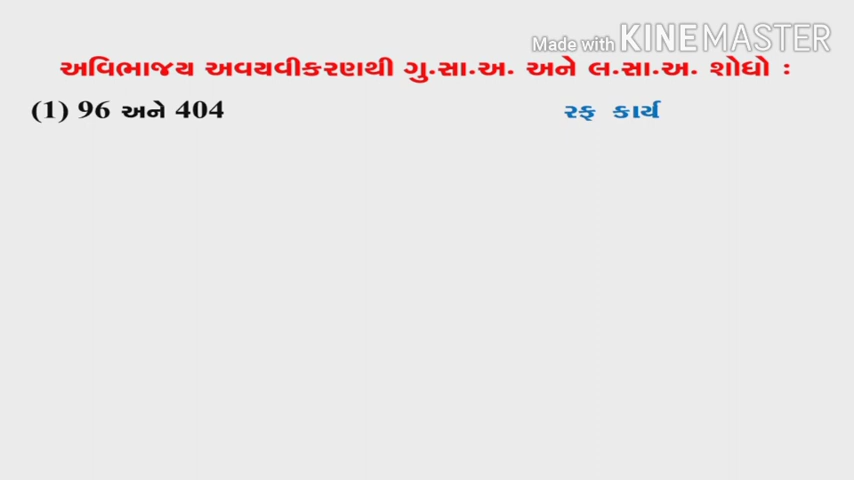 Made with KINEMASTER
અવિભાજય અવયવીકરણથી ગુ.સા.અ. અને લ.સા.અ. શોધો :
(1) 96 અને 404 રફ કાર્ય